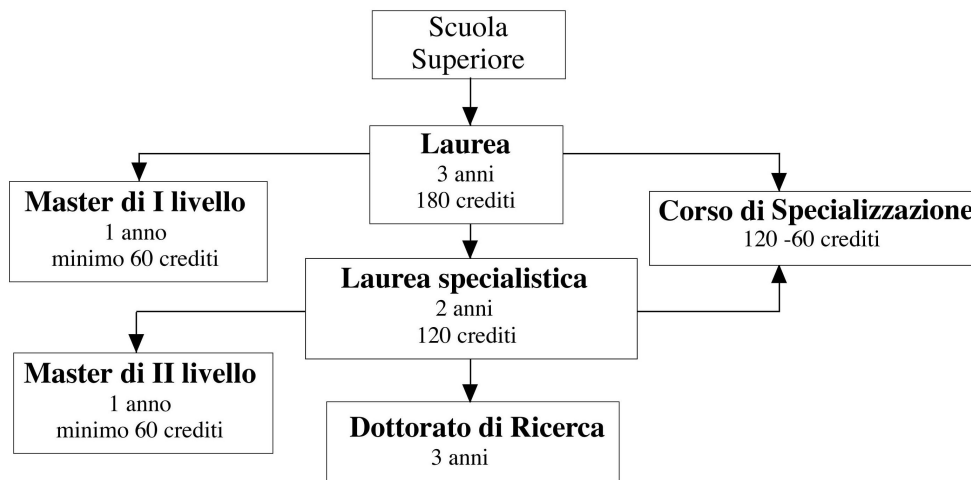 Scuola
Superiore
Laurea
3 anni
180 crediti
Master di I livello
1 anno
minimo 60 crediti
Corso di Specializzazione
120 -60 crediti
Laurea specialistica
2 anni
120 crediti
Master di II livello
1 anno
minimo 60 crediti
Dottorato di Ricerca
3 anni